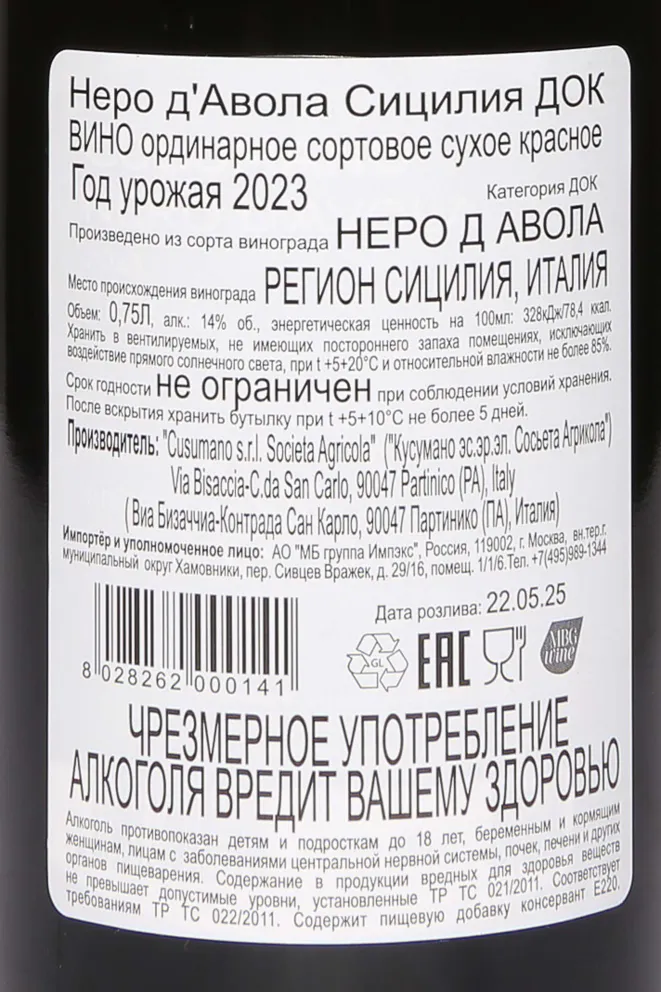 Неро д'Авола Сицилия ДОК
ВИНО ординарное сортовое сухое красное
Год урожая 2023
Категория ДОК
Произведено из сорта винограда НЕРО Д АВОЛА
Место происхождения винограда РЕГИОН СИЦИЛИЯ, ИТАЛИЯ
Объем: 0,75Л, алк.: 14% об., энергетическая ценность на 100мл: 328кДж/78,4 ккал.
Хранить в вентилируемых, не имеющих постороннего запаха помещениях, исключающих
воздействие прямого солнечного света, при t +5+20°C и относительной влажности не более 85%.
Срок годности не ограничен при соблюдении условий хранения.
После вскрытия хранить бутылку при t +5+10°C не более 5 дней.
Производитель: "Cusumano s.r.l. Societa Agricola" ("Кусумано эс.эр.эл. Сосьета Агрикола")
Via Bisaccia-C.da San Carlo, 90047 Partinico (PA), Italy
( Виа Бизаччиа-Контрада Сан Карло, 90047 Партинико (ПА), Италия)
Импортёр и уполномоченное лицо: АО "МБ группа Импэкс", Россия, 119002, г. Москва, вн.тер.г.
муниципальный округ Хамовники, пер. Сивцев Вражек, д. 29/16, помещ. 1/1/6.Тел. +7(495)989-1344
Дата розлива: 22.05.25
GL
EAC
MBG
wine
8 028262 000141
ЧРЕЗМЕРНОЕ УПОТРЕБЛЕНИЕ
АЛКОГОЛЯ ВРЕДИТ ВАШЕМУ ЗДОРОВЬЮ
Алкоголь противопоказан детям и подросткам до 18 лет, беременным и кормящим
женщинам, лицам с заболеваниями центральной нервной системы, почек, печени и других
органов пищеварения. Содержание в продукции вредных для здоровья веществ
не превышает допустимые уровни, установленные ТР ТС 021/2011. Соответствует
требованиям ТР ТС 022/2011. Содержит пищевую добавку консервант Е220.